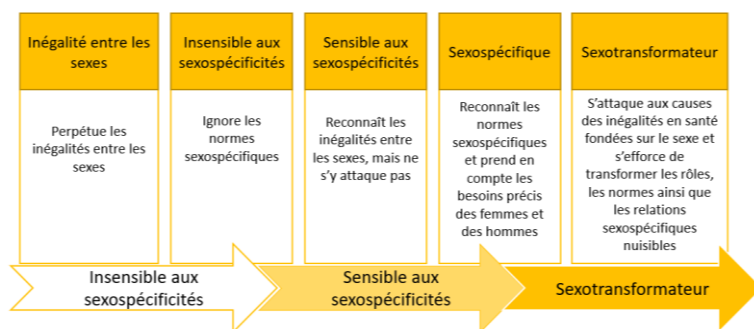 Inégalité entre les
sexes
Perpétue les
inégalités entre les
sexes
Insensible aux
sexospécificités
Ignore les
normes
sexospécifiques
Sensible aux
sexospécificités
Reconnaît les
inégalités entre
les sexes, mais ne
s'y attaque pas
Sexospécifique
Reconnaît les
normes
sexospécifiques
et prend en
compte les
besoins précis
des femmes et
des hommes
Sexotransformateur
S'attaque aux causes
des inégalités en santé
fondées sur le sexe et
s'efforce de
transformer les rôles,
les normes ainsi que
les relations
sexospécifiques
nuisibles
Insensible aux
sexospécificités
Sensible aux
sexospécificités
Sexotransformateur